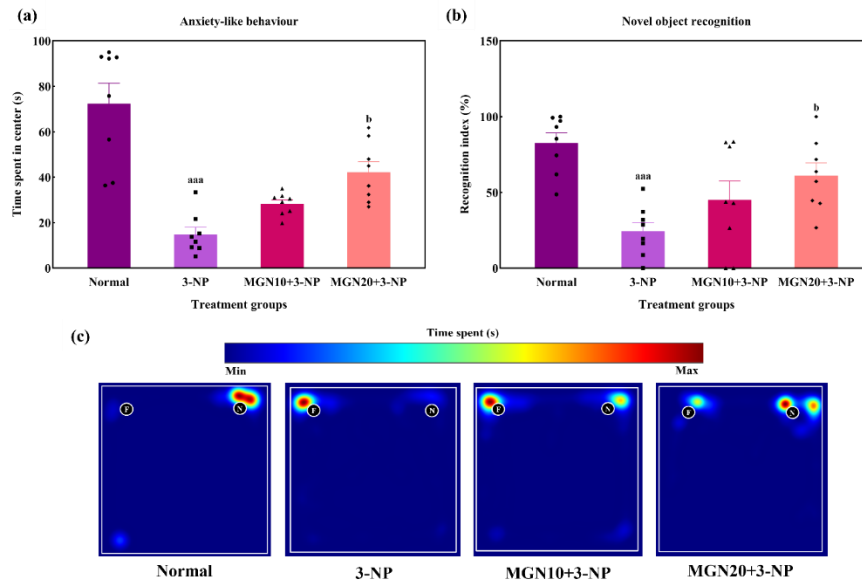 (a)
Anxiety-like behaviour
Time spent in center (s)
100
80
60
40
20
0
aaa
b
Normal
3-NP
MGN10+3-NP
MGN20+3-NP
Treatment groups
(b)
Novel object recognition
Recognition index (%)
150
100
50
0
aaa
b
Normal
3-NP
MGN10+3-NP
MGN20+3-NP
Treatment groups
(c)
Time spent (s)
Min
Max
F
N
F
N
F
N
F
N
Normal
3-NP
MGN10+3-NP
MGN20+3-NP